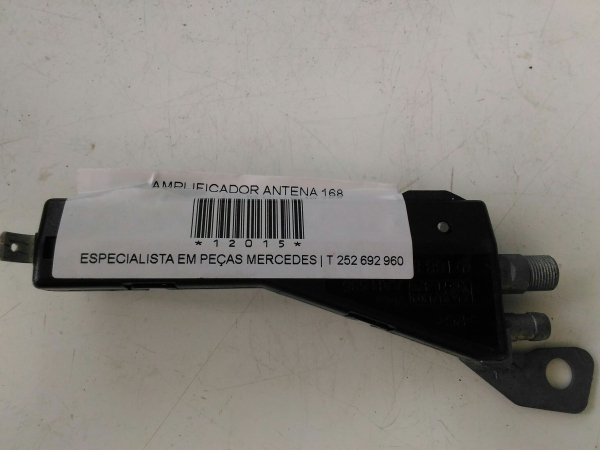 AMPLIFICADOR ANTENA 168
*12015*
ESPECIALISTA EM PEÇAS MERCEDES | T 252 692 960